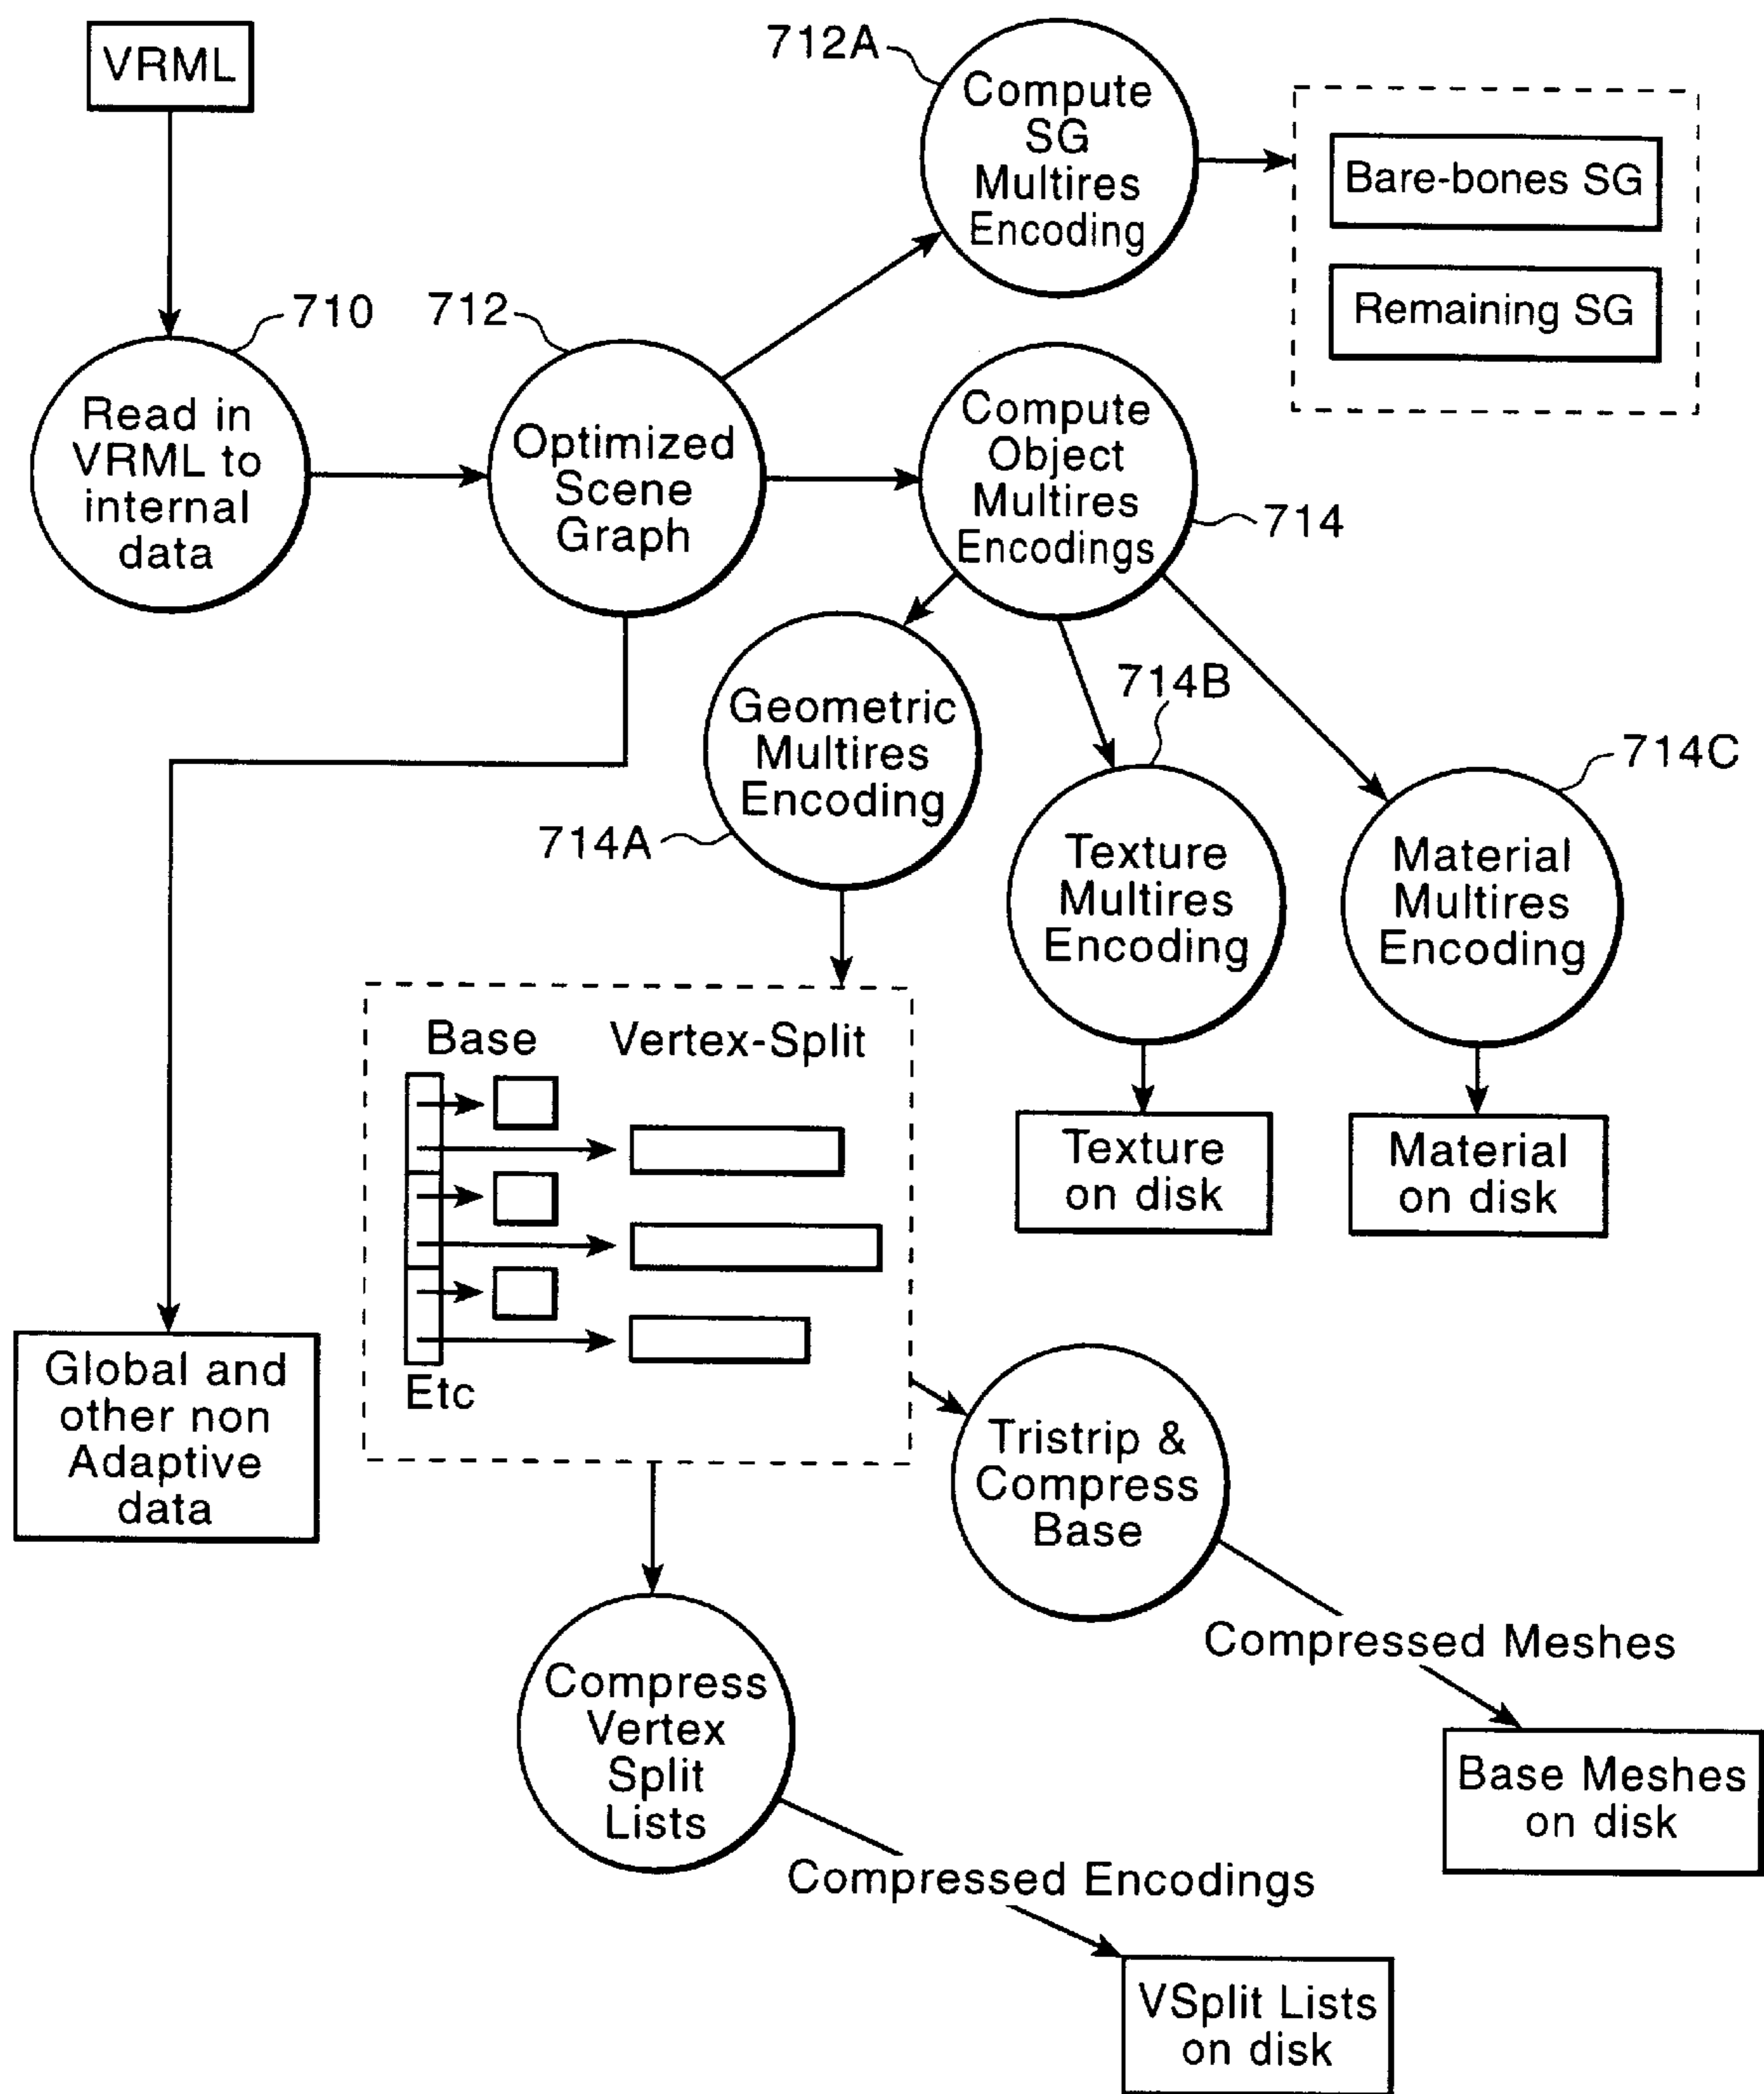 VRML
712A
Compute
SG
Multires
Encoding
Bare-bones SG
Remaining SG
710
712
Read in
VRML to
internal
data
Optimized
Scene
Graph
Compute
Object
Multires
Encodings
714
Geometric
Multires
Encoding
714A
714B
714C
Texture
Multires
Encoding
Material
Multires
Encoding
Base
Vertex-Split
Etc
Texture
on disk
Material
on disk
Global and
other non
Adaptive
data
Tristrip &
Compress
Base
Compressed Meshes
Base Meshes
on disk
Compress
Vertex
Split
Lists
Compressed Encodings
VSplit Lists
on disk